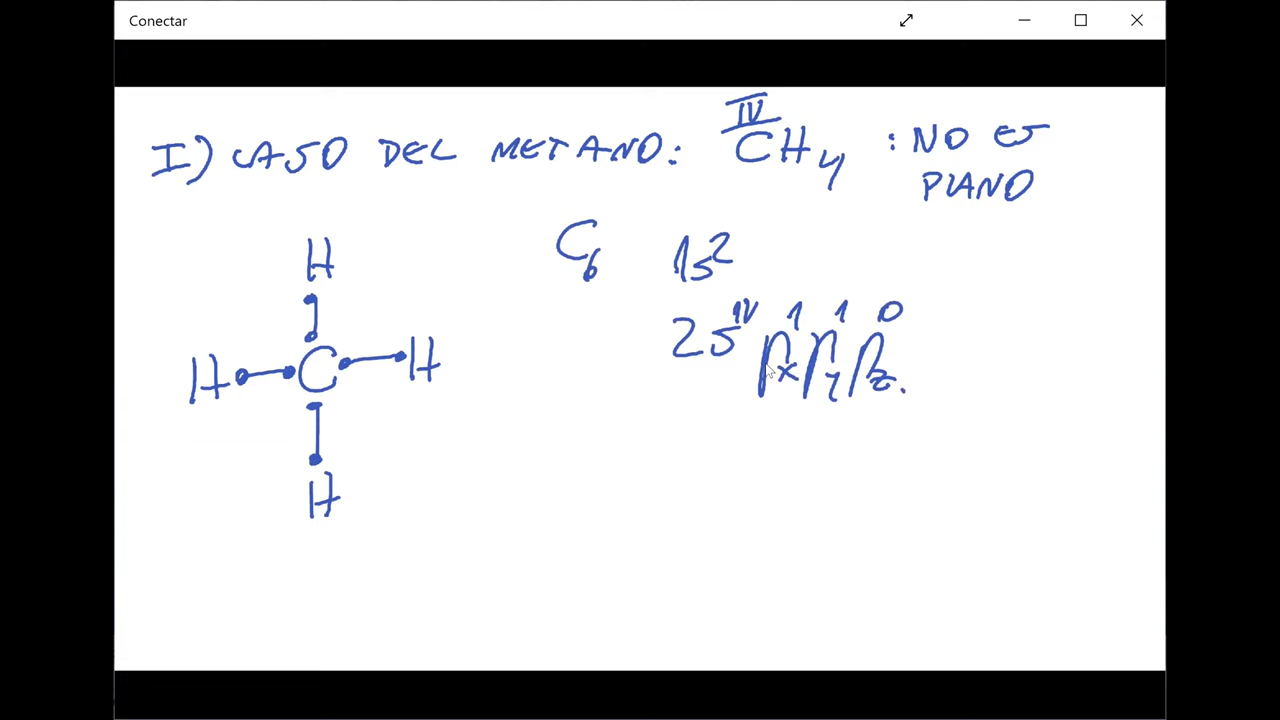 Conectar
I) CASO DEL METANO: IV CH4 : NO ES
PLANO
H
C6 1s2
H C H
2s1V px1 py1 pz0.
H